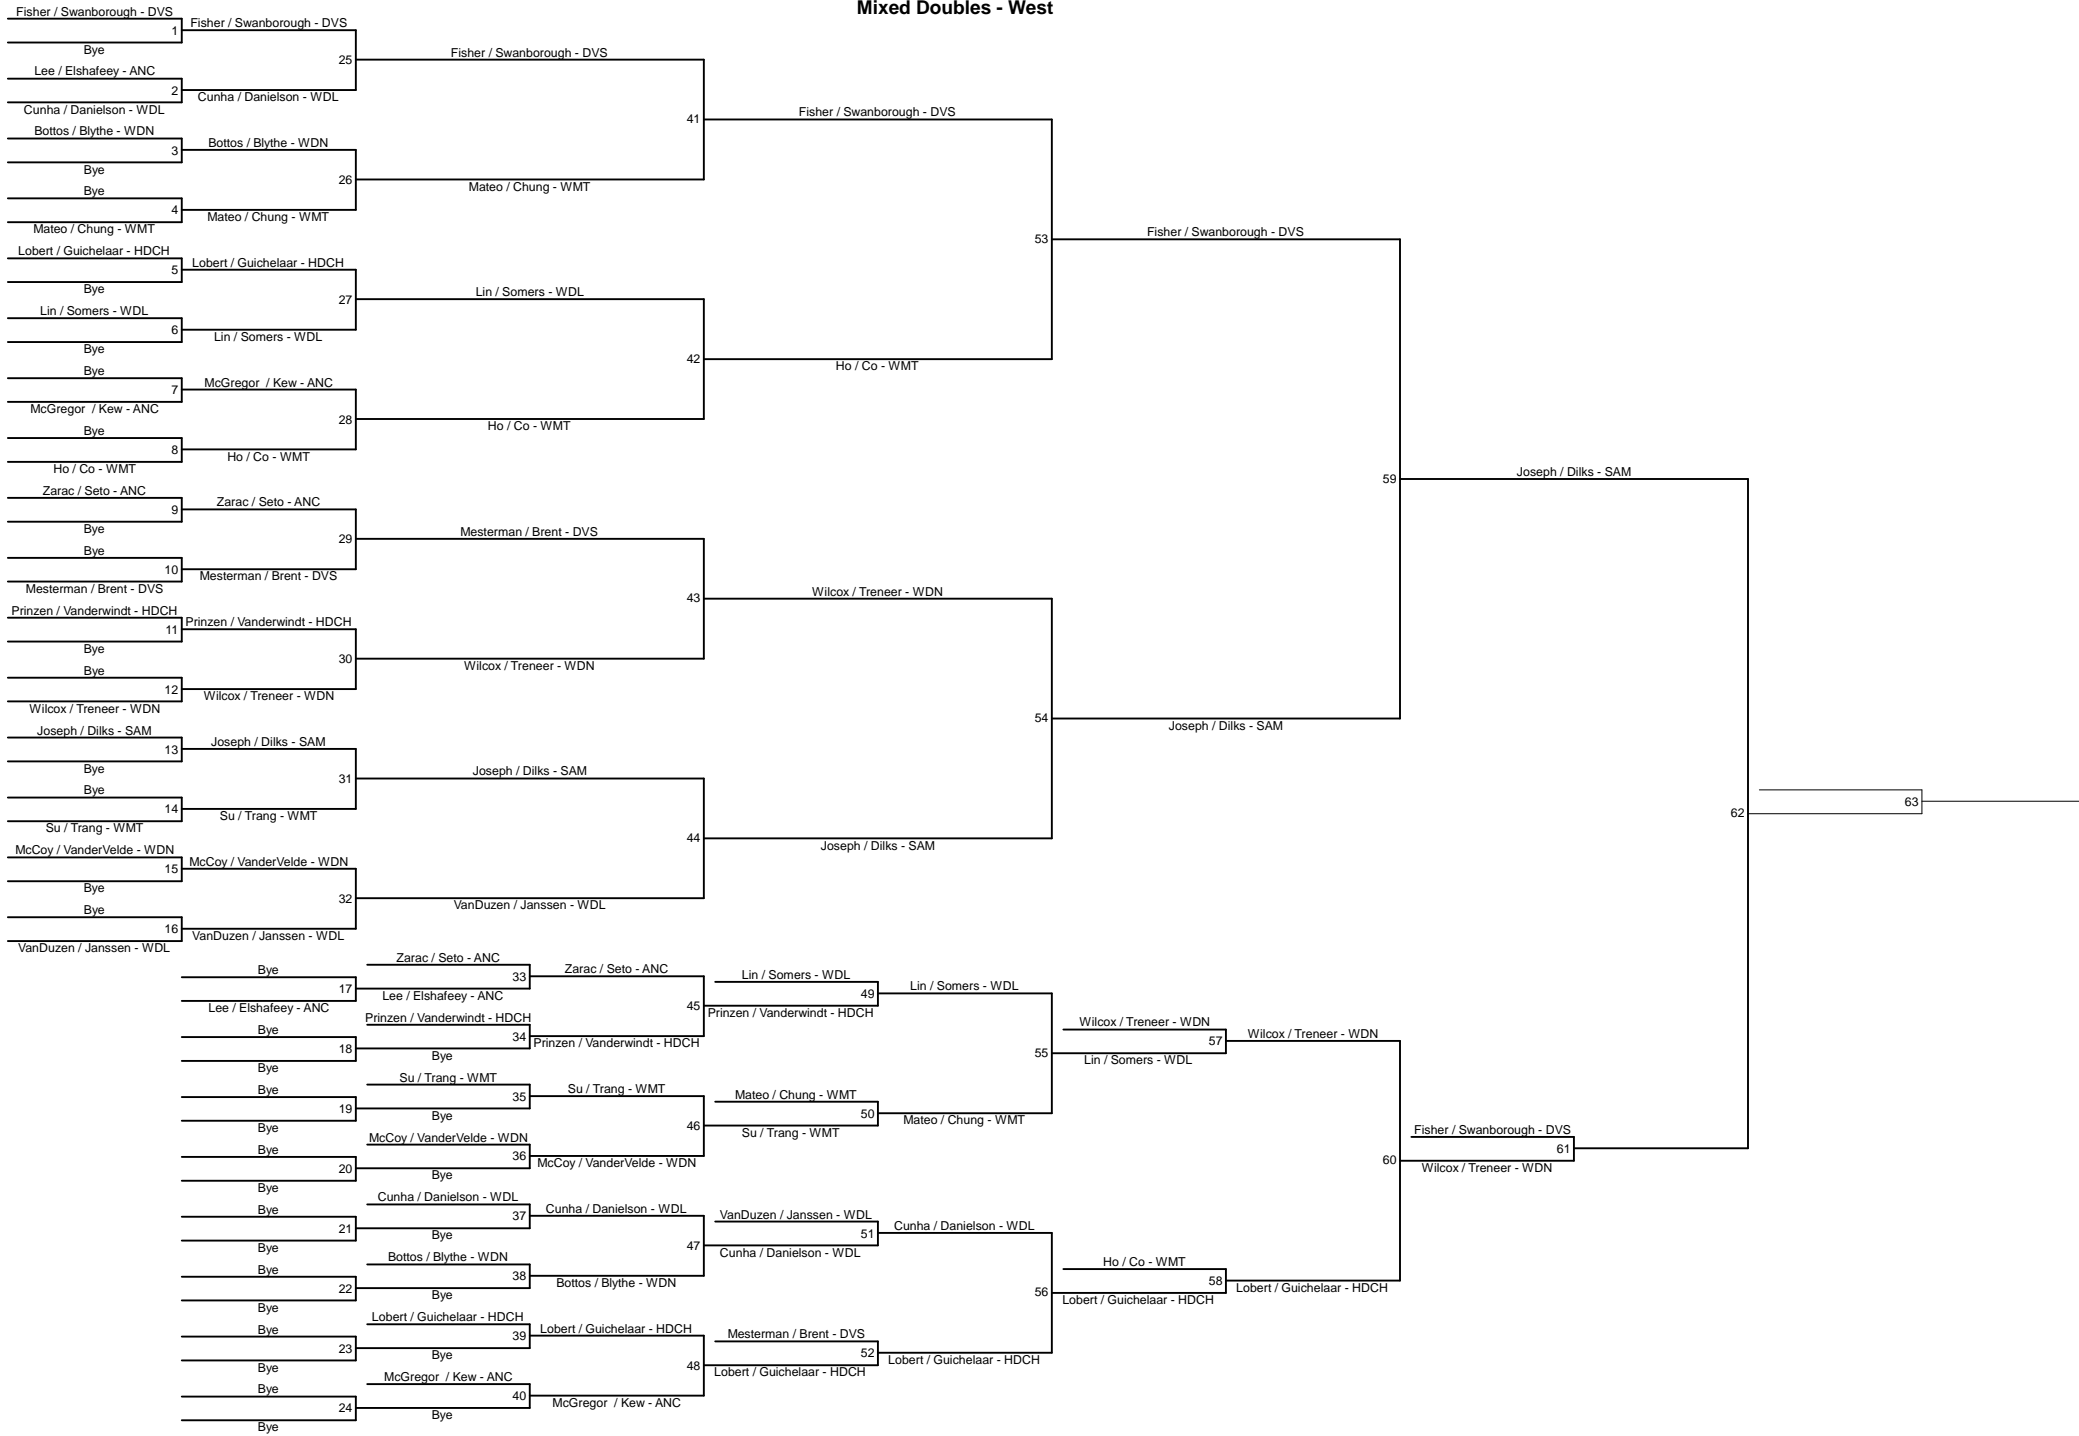 Mixed Doubles - West
Fisher / Swanborough - DVS
1
Bye
Lee / Elshafeey - ANC
2
Cunha / Danielson - WDL
Bottos / Blythe - WDN
3
Bye
Bye
4
Mateo / Chung - WMT
Lobert / Guichelaar - HDCH
5
Bye
Lin / Somers - WDL
6
Bye
Bye
7
McGregor / Kew - ANC
Bye
8
Ho / Co - WMT
Zarac / Seto - ANC
9
Bye
Bye
10
Mesterman / Brent - DVS
Prinzen / Vanderwindt - HDCH
11
Bye
Bye
12
Wilcox / Treneer - WDN
Joseph / Dilks - SAM
13
Bye
Bye
14
Su / Trang - WMT
McCoy / VanderVelde - WDN
15
Bye
Bye
16
VanDuzen / Janssen - WDL
Fisher / Swanborough - DVS
25
Cunha / Danielson - WDL
Bottos / Blythe - WDN
26
Mateo / Chung - WMT
Lobert / Guichelaar - HDCH
27
Lin / Somers - WDL
McGregor / Kew - ANC
28
Ho / Co - WMT
Zarac / Seto - ANC
29
Mesterman / Brent - DVS
Prinzen / Vanderwindt - HDCH
30
Wilcox / Treneer - WDN
Joseph / Dilks - SAM
31
Su / Trang - WMT
McCoy / VanderVelde - WDN
32
VanDuzen / Janssen - WDL
Fisher / Swanborough - DVS
41
Mateo / Chung - WMT
Lin / Somers - WDL
42
Ho / Co - WMT
Mesterman / Brent - DVS
43
Wilcox / Treneer - WDN
Joseph / Dilks - SAM
44
VanDuzen / Janssen - WDL
Fisher / Swanborough - DVS
53
Ho / Co - WMT
Wilcox / Treneer - WDN
54
Joseph / Dilks - SAM
Fisher / Swanborough - DVS
59
Joseph / Dilks - SAM
Joseph / Dilks - SAM
62
63
Bye
17
Lee / Elshafeey - ANC
Bye
18
Bye
Bye
19
Bye
Bye
20
Bye
Bye
21
Bye
Bye
22
Bye
Bye
23
Bye
Bye
24
Bye
Zarac / Seto - ANC
33
Lee / Elshafeey - ANC
Prinzen / Vanderwindt - HDCH
34
Bye
Su / Trang - WMT
35
Bye
McCoy / VanderVelde - WDN
36
Bye
Cunha / Danielson - WDL
37
Bye
Bottos / Blythe - WDN
38
Bye
Lobert / Guichelaar - HDCH
39
Bye
McGregor / Kew - ANC
40
Bye
Zarac / Seto - ANC
45
Prinzen / Vanderwindt - HDCH
Su / Trang - WMT
46
McCoy / VanderVelde - WDN
Cunha / Danielson - WDL
47
Bottos / Blythe - WDN
Lobert / Guichelaar - HDCH
48
McGregor / Kew - ANC
Lin / Somers - WDL
49
Prinzen / Vanderwindt - HDCH
Mateo / Chung - WMT
50
Su / Trang - WMT
VanDuzen / Janssen - WDL
51
Cunha / Danielson - WDL
Mesterman / Brent - DVS
52
Lobert / Guichelaar - HDCH
Lin / Somers - WDL
55
Mateo / Chung - WMT
Cunha / Danielson - WDL
56
Lobert / Guichelaar - HDCH
Wilcox / Treneer - WDN
57
Lin / Somers - WDL
Ho / Co - WMT
58
Lobert / Guichelaar - HDCH
Wilcox / Treneer - WDN
60
Lobert / Guichelaar - HDCH
Fisher / Swanborough - DVS
61
Wilcox / Treneer - WDN